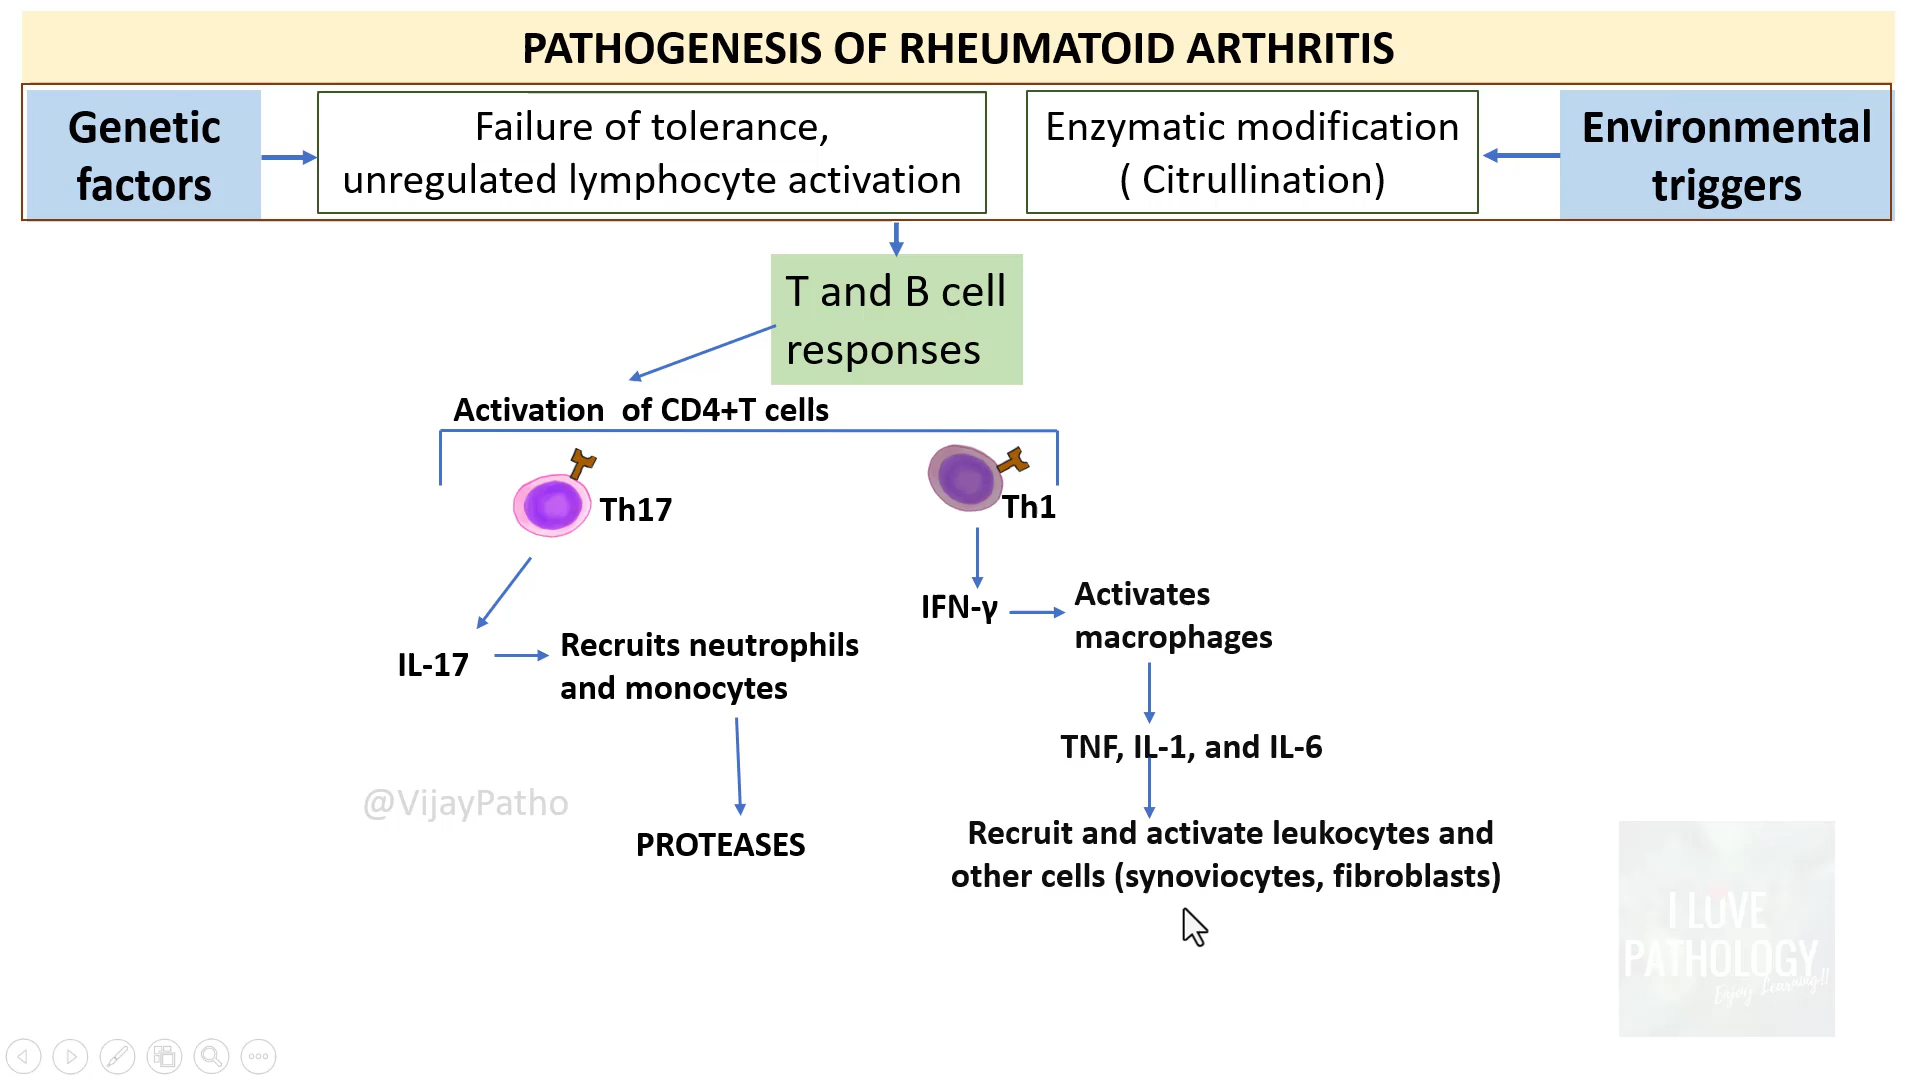 PATHOGENESIS OF RHEUMATOID ARTHRITIS
Genetic
factors
Failure of tolerance,
unregulated lymphocyte activation
Enzymatic modification
( Citrullination)
Environmental
triggers
T and B cell
responses
Activation  of CD4+T cells
Th17
Th1
IL-17
Recruits neutrophils
and monocytes
PROTEASES
IFN-γ
Activates
macrophages
TNF, IL-1, and IL-6
Recruit and activate leukocytes and
other cells (synoviocytes, fibroblasts)
@VijayPatho
I LOVE
PATHOLOGY
Enjoy Learning!!